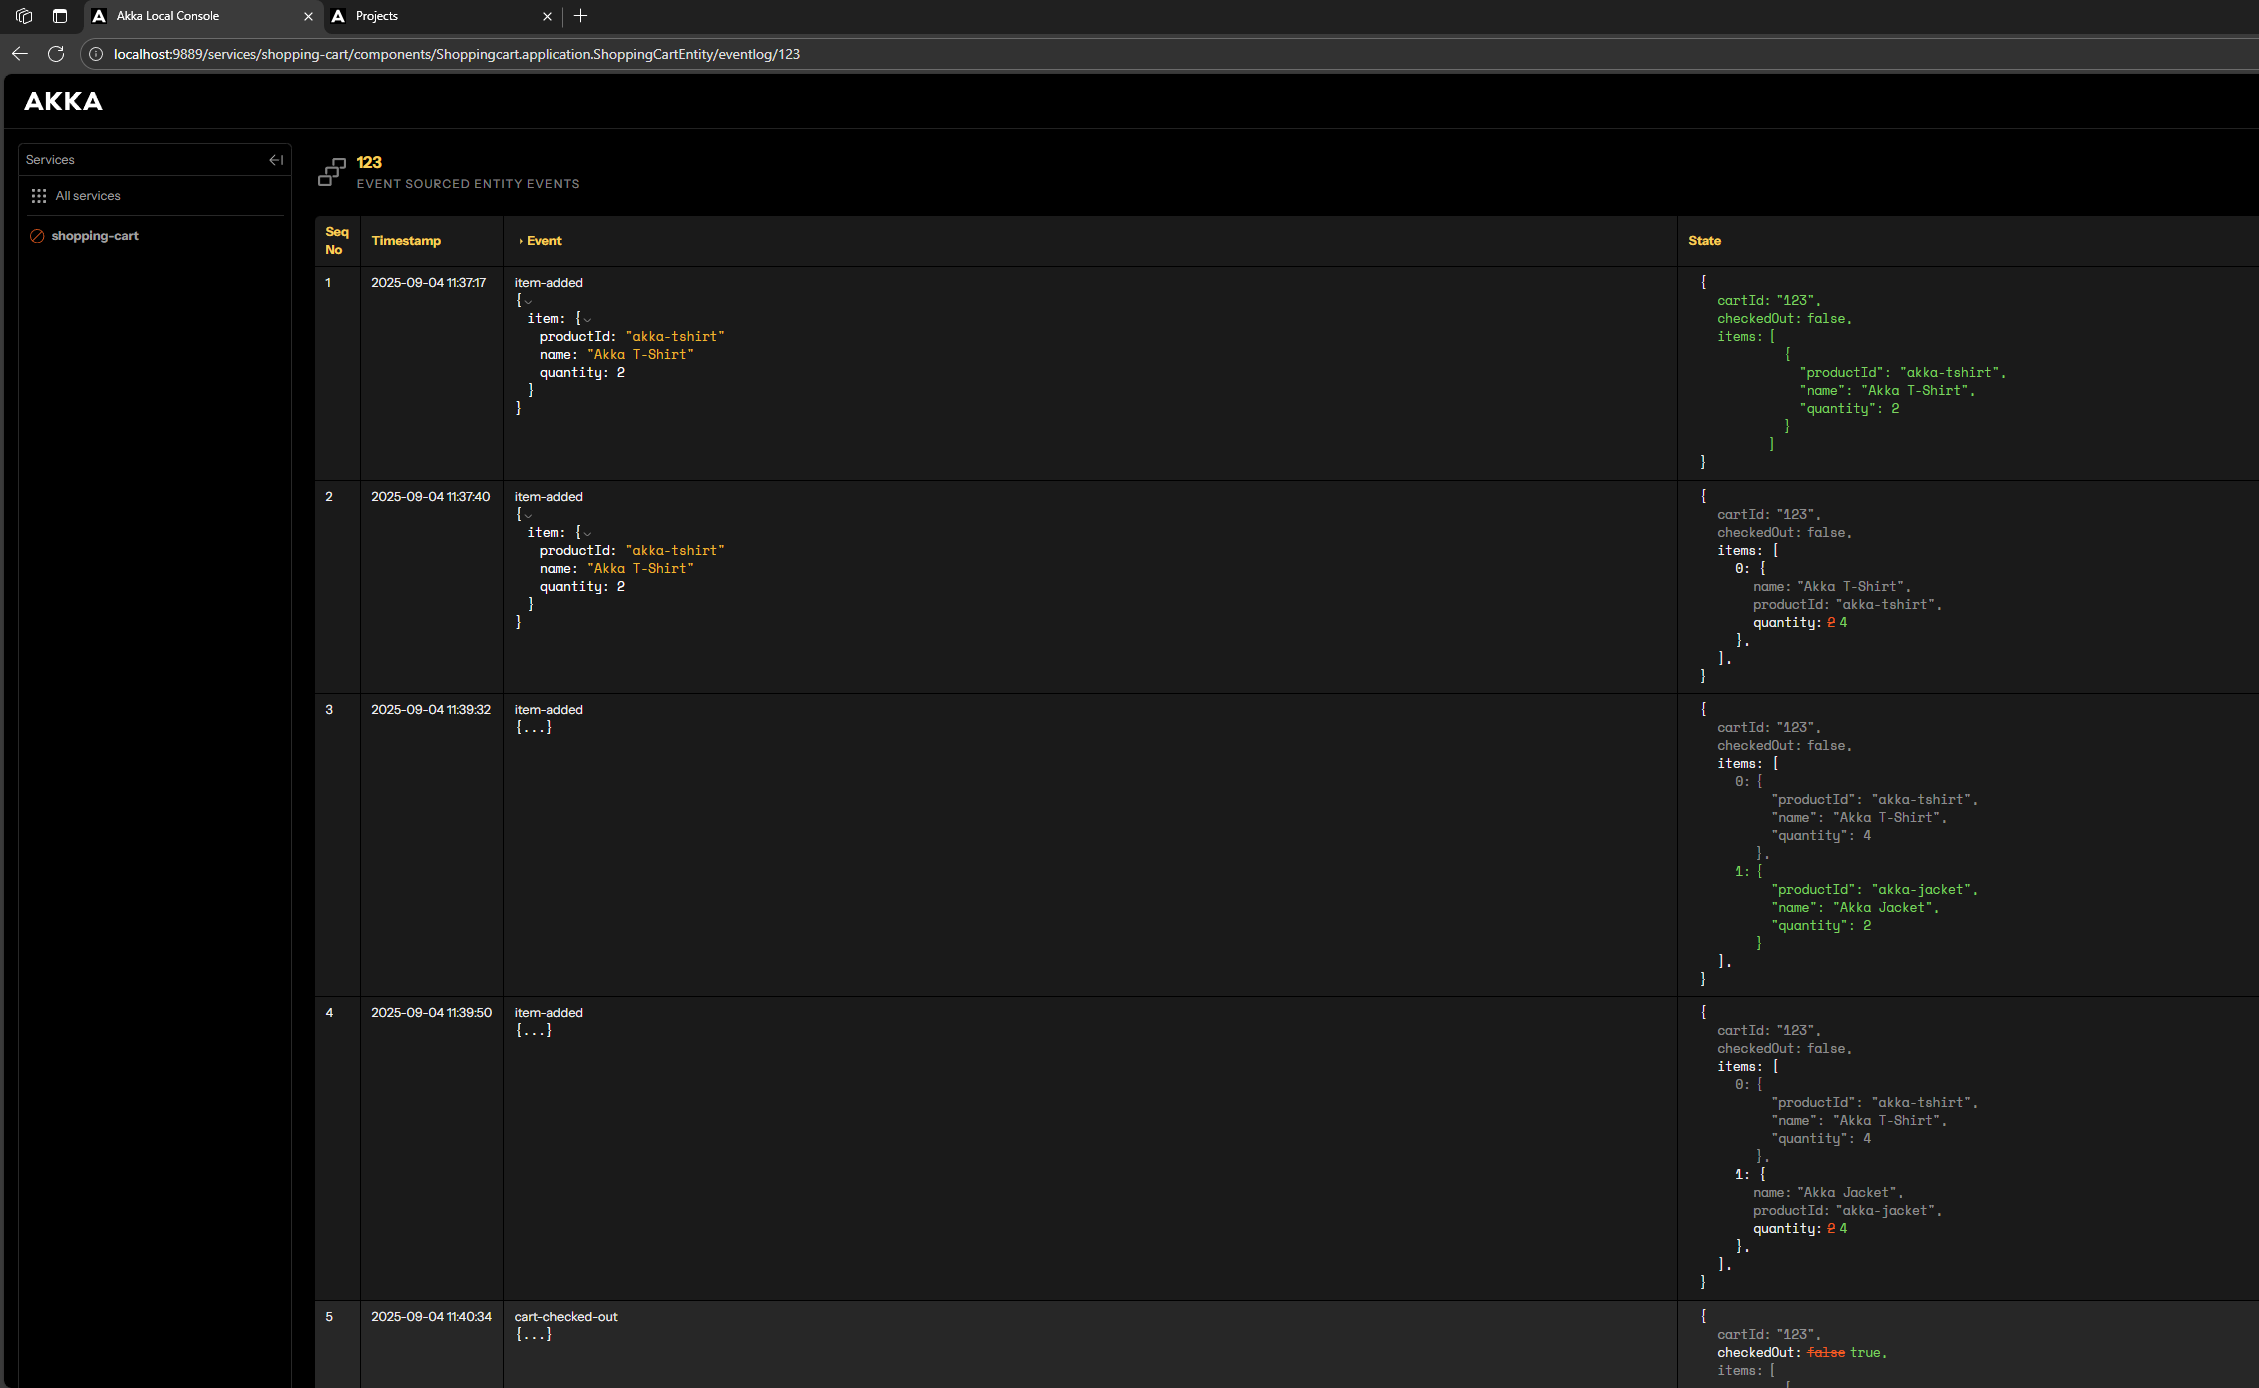 Akka Local Console
Projects
localhost:9889/services/shopping-cart/components/Shoppingcart.application.ShoppingCartEntity/eventlog/123
AKKA
Services
All services
shopping-cart
123
EVENT SOURCED ENTITY EVENTS
Seq No
Timestamp
Event
State
1
2025-09-04 11:37:17
item-added
{
item: {
productId: "akka-tshirt"
name: "Akka T-Shirt"
quantity: 2
}
}
{
cartId: "123",
checkedOut: false,
items: [
{
"productId": "akka-tshirt",
"name": "Akka T-Shirt",
"quantity": 2
}
]
}
2
2025-09-04 11:37:40
item-added
{
item: {
productId: "akka-tshirt"
name: "Akka T-Shirt"
quantity: 2
}
}
{
cartId: "123",
checkedOut: false,
items: [
0: {
name: "Akka T-Shirt",
productId: "akka-tshirt",
quantity: 2 4
},
],
}
3
2025-09-04 11:39:32
item-added
{...}
{
cartId: "123",
checkedOut: false,
items: [
0: {
"productId": "akka-tshirt",
"name": "Akka T-Shirt",
"quantity": 4
},
1: {
"productId": "akka-jacket",
"name": "Akka Jacket",
"quantity": 2
}
],
}
4
2025-09-04 11:39:50
item-added
{...}
{
cartId: "123",
checkedOut: false,
items: [
0: {
"productId": "akka-tshirt",
"name": "Akka T-Shirt",
"quantity": 4
},
1: {
name: "Akka Jacket",
productId: "akka-jacket",
quantity: 2 4
},
],
}
5
2025-09-04 11:40:34
cart-checked-out
{...}
{
cartId: "123",
checkedOut: false true,
items: [